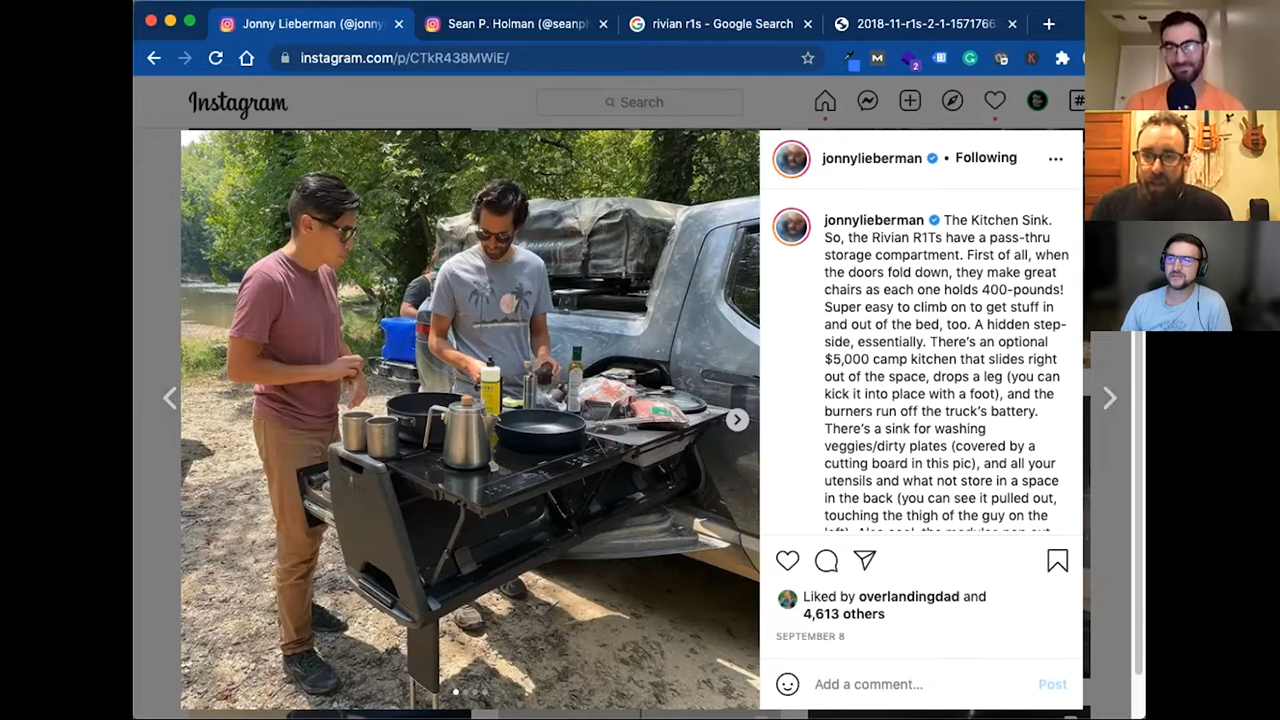 Jonny Lieberman (@jonny
Sean P. Holman (@seanph
rivian r1s - Google Search
2018-11-r1s-2-1-1571766
instagram.com/p/CTkR438MWiE/
2
Instagram
Search
RIVIAN
jonnylieberman • Following
jonnylieberman The Kitchen Sink.
So, the Rivian R1Ts have a pass-thru
storage compartment. First of all, when
the doors fold down, they make great
chairs as each one holds 400-pounds!
Super easy to climb on to get stuff in
and out of the bed, too. A hidden step-
side, essentially. There's an optional
$5,000 camp kitchen that slides right
out of the space, drops a leg (you can
kick it into place with a foot), and the
burners run off the truck's battery.
There's a sink for washing
veggies/dirty plates (covered by a
cutting board in this pic), and all your
utensils and what not store in a space
in the back (you can see it pulled out,
touching the thigh of the guy on the
Liked by overlandingdad and
4,613 others
SEPTEMBER 8
Add a comment...
Post